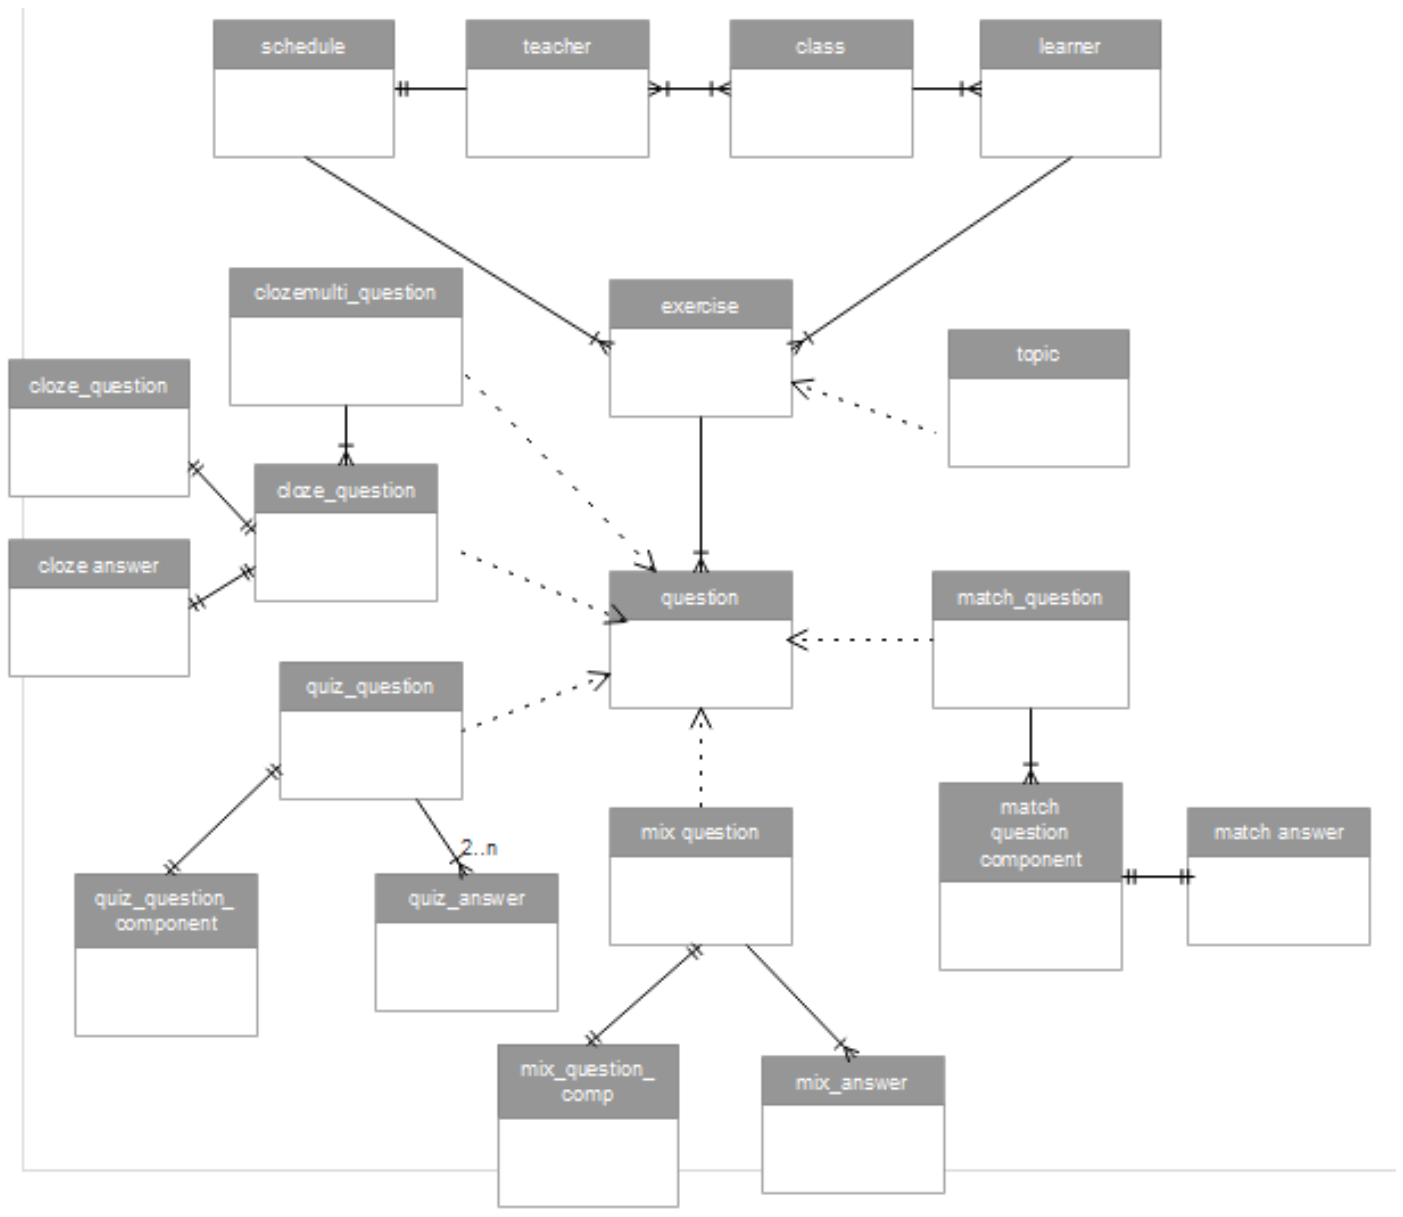 schedule
teacher
class
learner
clozemulti_question
exercise
topic
cloze_question
cloze_question
cloze answer
question
match_question
quiz_question
mix question
match
question
component
match answer
2..n
quiz_question_
component
quiz_answer
mix_question_
comp
mix_answer